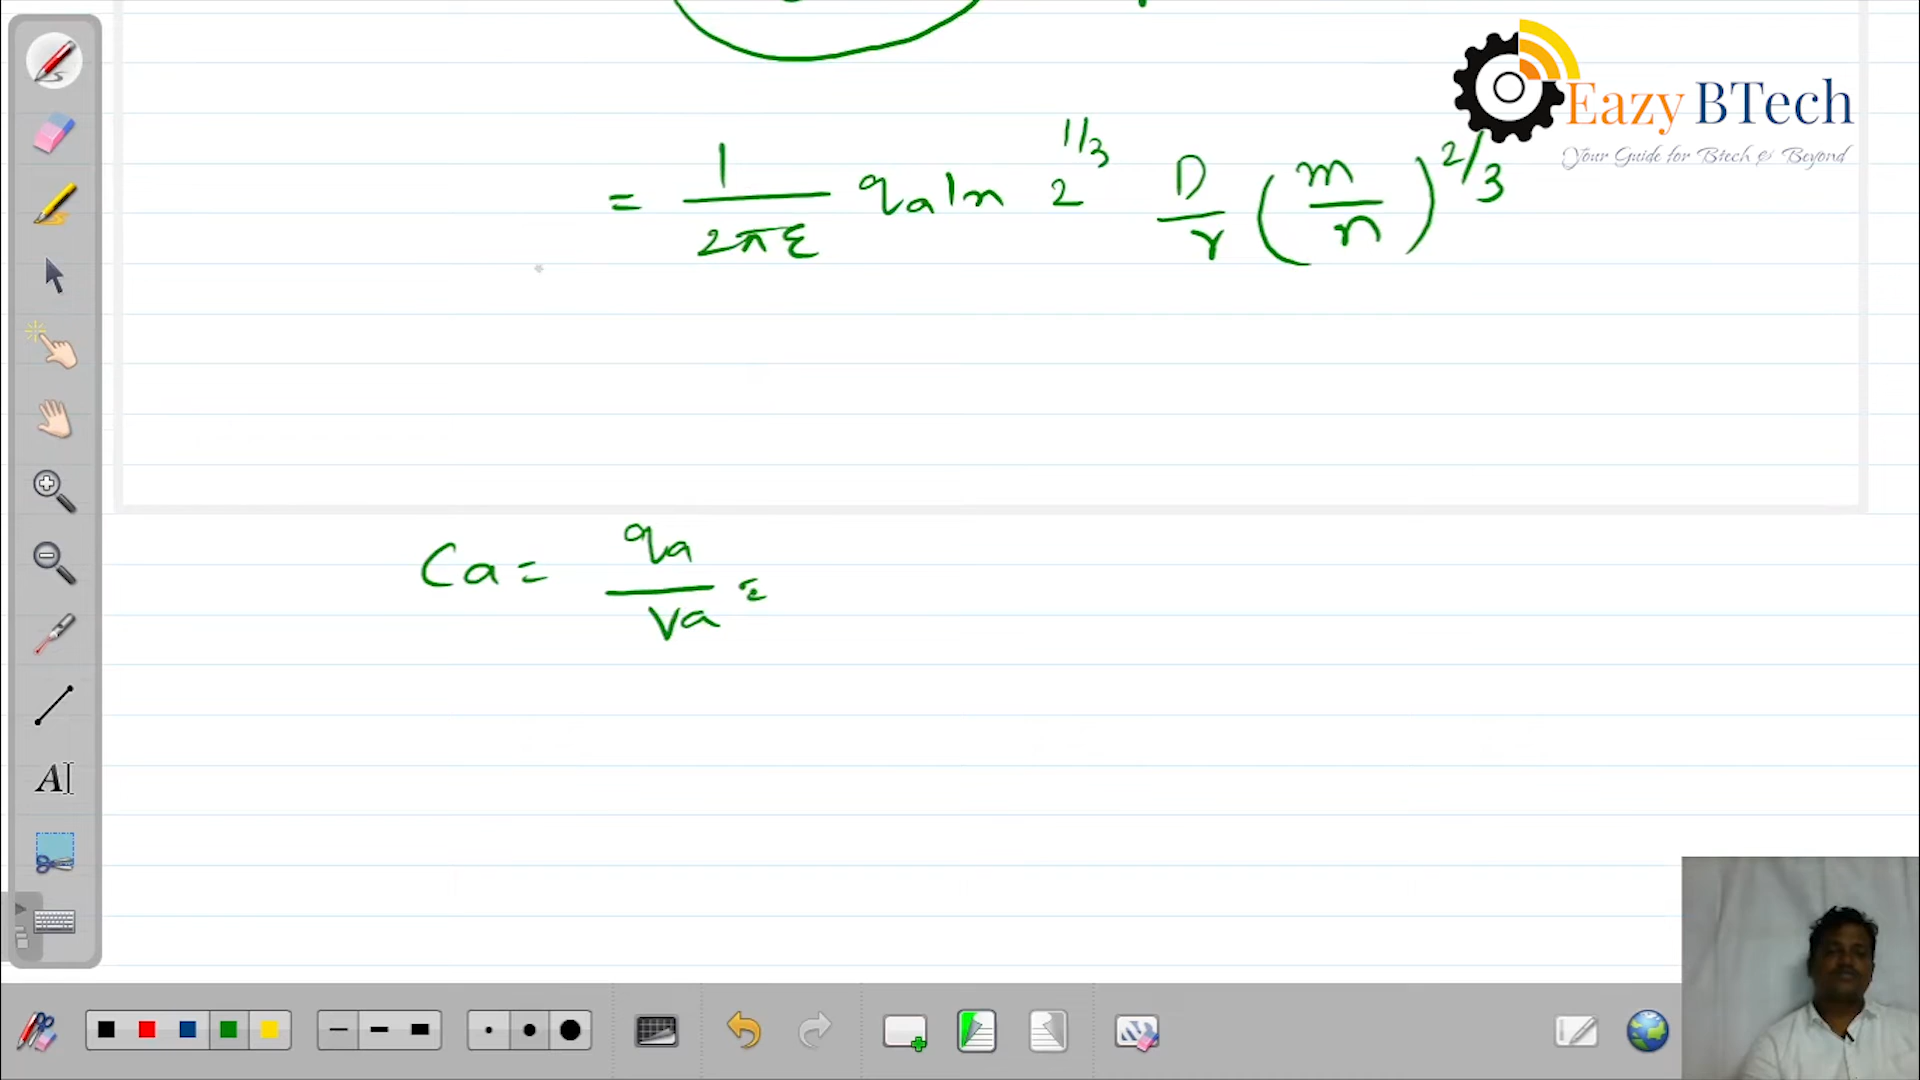 Eazy BTech
Your Guide for Btech & Beyond
= 1/2πε qa ln 2^1/3 D/r (m/n)^2/3
Ca = qa/Va =